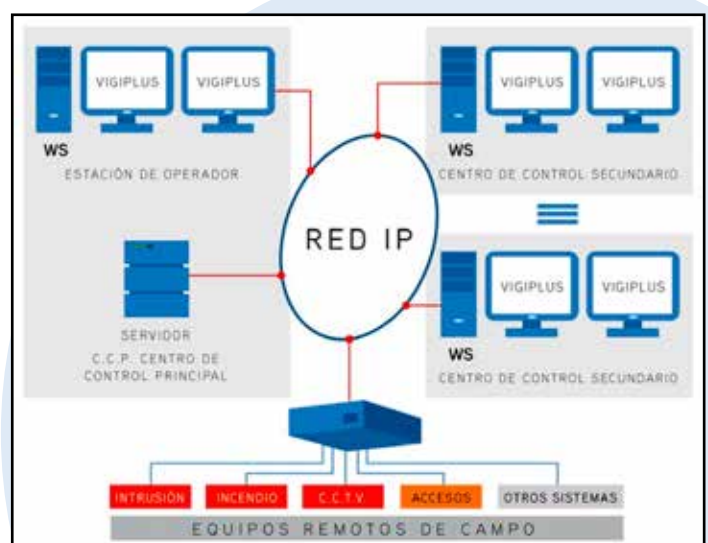 VIGIPLUS VIGIPLUS
WS
ESTACIÓN DE OPERADOR
SERVIDOR
C.C.P. CENTRO DE
CONTROL PRINCIPAL
RED IP
VIGIPLUS VIGIPLUS
WS
CENTRO DE CONTROL SECUNDARIO
VIGIPLUS VIGIPLUS
WS
CENTRO DE CONTROL SECUNDARIO
INTRUSIÓN INCENDIO C.C.T.V. ACCESOS OTROS SISTEMAS
EQUIPOS REMOTOS DE CAMPO